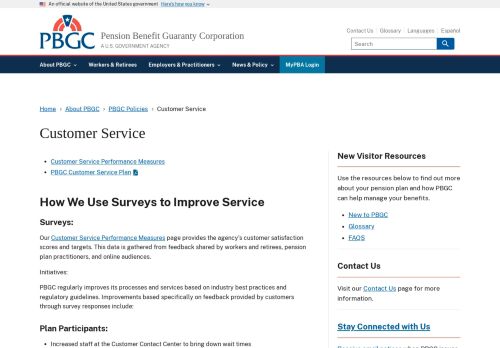 An official website of the United States government Here's how you know
Contact Us Glossary Languages Español
PBGC
Pension Benefit Guaranty Corporation
A U.S. GOVERNMENT AGENCY
Search
About PBGC Workers & Retirees Employers & Practitioners News & Policy MyPBA Login
Home › About PBGC › PBGC Policies › Customer Service
Customer Service
• Customer Service Performance Measures
• PBGC Customer Service Plan
How We Use Surveys to Improve Service
Surveys:
Our Customer Service Performance Measures page provides the agency's customer satisfaction
scores and targets. This data is gathered from feedback shared by workers and retirees, pension
plan practitioners, and online audiences.
Initiatives:
PBGC regularly improves its processes and services based on industry best practices and
regulatory guidelines. Improvements based specifically on feedback provided by customers
through survey responses include:
Plan Participants:
• Increased staff at the Customer Contact Center to bring down wait times
New Visitor Resources
Use the resources below to find out more
about your pension plan and how PBGC
can help manage your benefits.
• New to PBGC
• Glossary
• FAQS
Contact Us
Visit our Contact Us page for more
information.
Stay Connected with Us